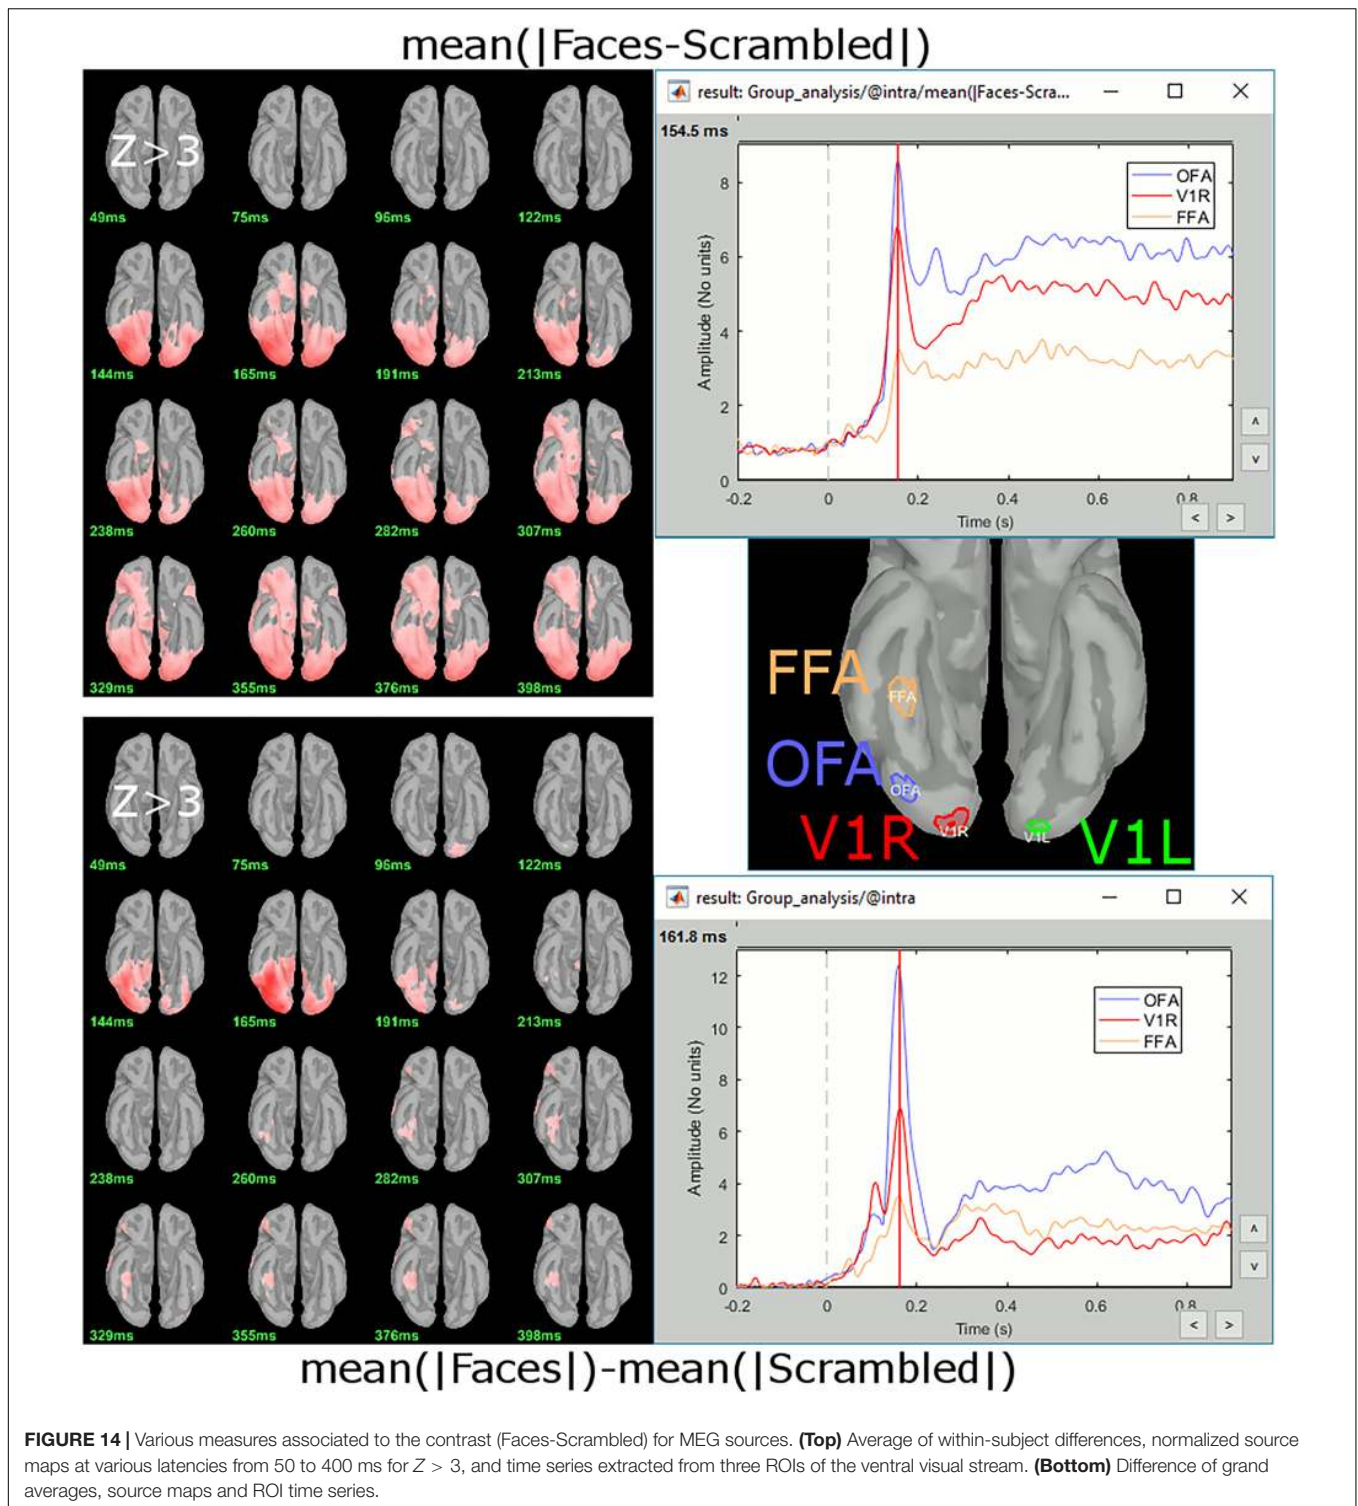 mean(|Faces-Scrambled|)
Z>3
49ms 75ms 96ms 122ms
144ms 165ms 191ms 213ms
238ms 260ms 282ms 307ms
329ms 355ms 376ms 398ms
result: Group_analysis/@intra/mean(|Faces-Scra...
154.5 ms
OFA
V1R
FFA
8
6
4
2
0
Amplitude (No units)
-0.2 0 0.2 0.4 0.6 0.8
Time (s)
FFA
FFA
OFA
OFA
V1R
V1R
V1L
V1L
Z>3
49ms 75ms 96ms 122ms
144ms 165ms 191ms 213ms
238ms 260ms 282ms 307ms
329ms 355ms 376ms 398ms
result: Group_analysis/@intra
161.8 ms
OFA
V1R
FFA
12
10
8
6
4
2
0
Amplitude (No units)
-0.2 0 0.2 0.4 0.6 0.8
Time (s)
mean(|Faces|)-mean(|Scrambled|)
FIGURE 14 | Various measures associated to the contrast (Faces-Scrambled) for MEG sources. (Top) Average of within-subject differences, normalized source
maps at various latencies from 50 to 400 ms for Z > 3, and time series extracted from three ROIs of the ventral visual stream. (Bottom) Difference of grand
averages, source maps and ROI time series.